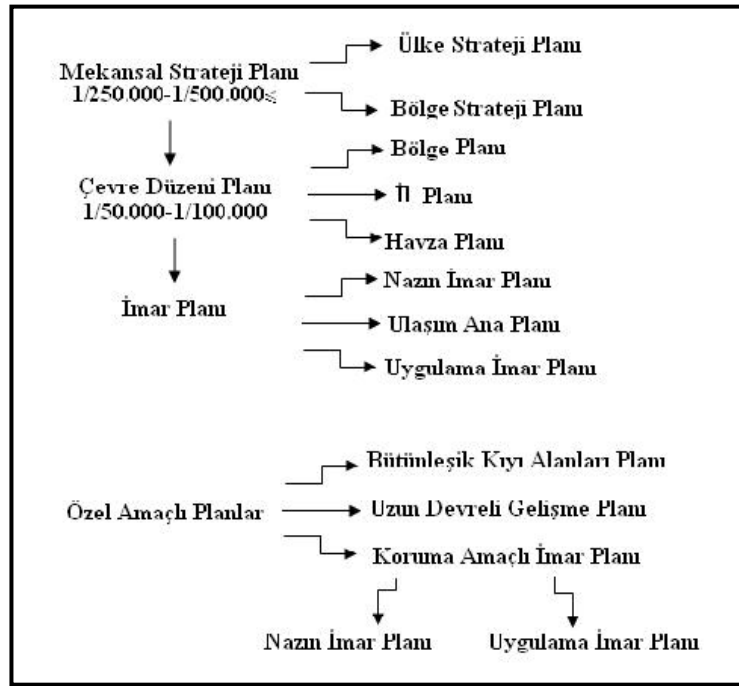 Ülke Strateji Planı
Mekansal Strateji Planı
1/250.000-1/500.000≤
Bölge Strateji Planı
Bölge Planı
Çevre Düzeni Planı
1/50.000-1/100.000
İl Planı
Havza Planı
Nazın İmar Planı
İmar Planı
Ulaşım Ana Planı
Uygulama İmar Planı
Bütünleşik Kıyı Alanları Planı
Özel Amaçlı Planlar
Uzun Devreli Gelişme Planı
Koruma Amaçlı İmar Planı
Nazın İmar Planı
Uygulama İmar Planı